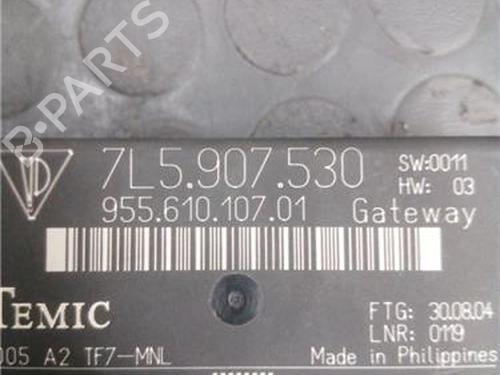 B-PARTS
7L5.907.530
SW:0011
955.610.107.01 Gateway
HW: 03
TEMIC
FTG: 30.08.04
LNR: 0119
005 A2 TF7-MNL
Made in Philippines